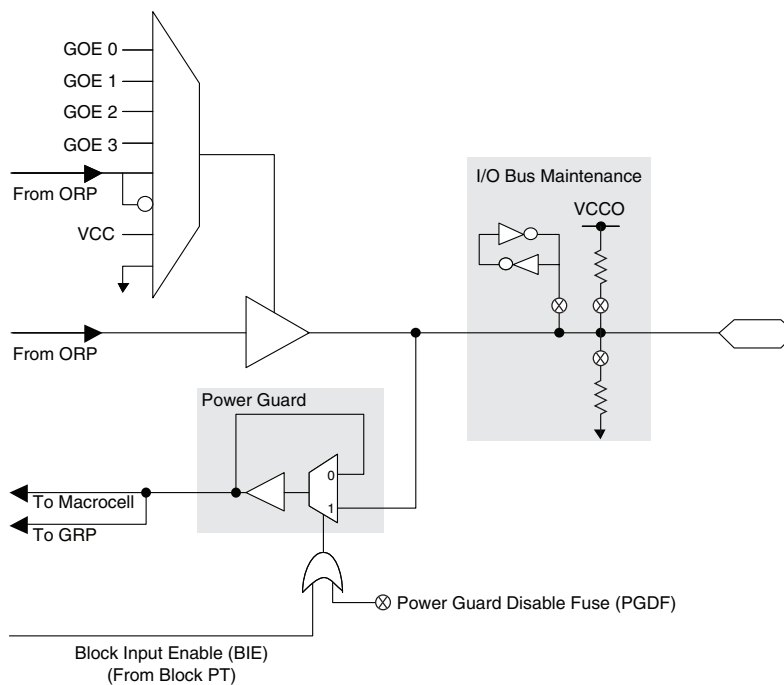 GOE 0
GOE 1
GOE 2
GOE 3
From ORP
VCC
From ORP
I/O Bus Maintenance
VCCO
Power Guard
0
1
To Macrocell
To GRP
Power Guard Disable Fuse (PGDF)
Block Input Enable (BIE)
(From Block PT)